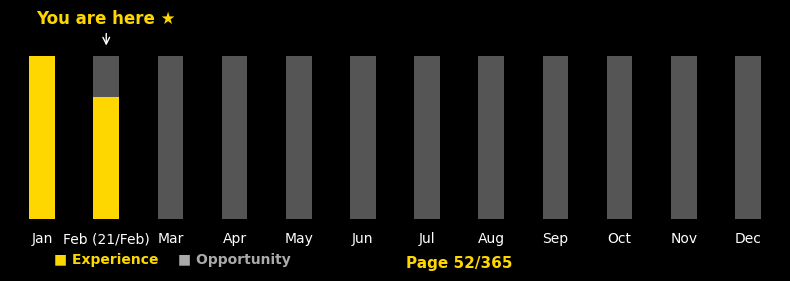 You are here ★
Jan Feb (21/Feb) Mar Apr May Jun Jul Aug Sep Oct Nov Dec
■ Experience ■ Opportunity Page 52/365